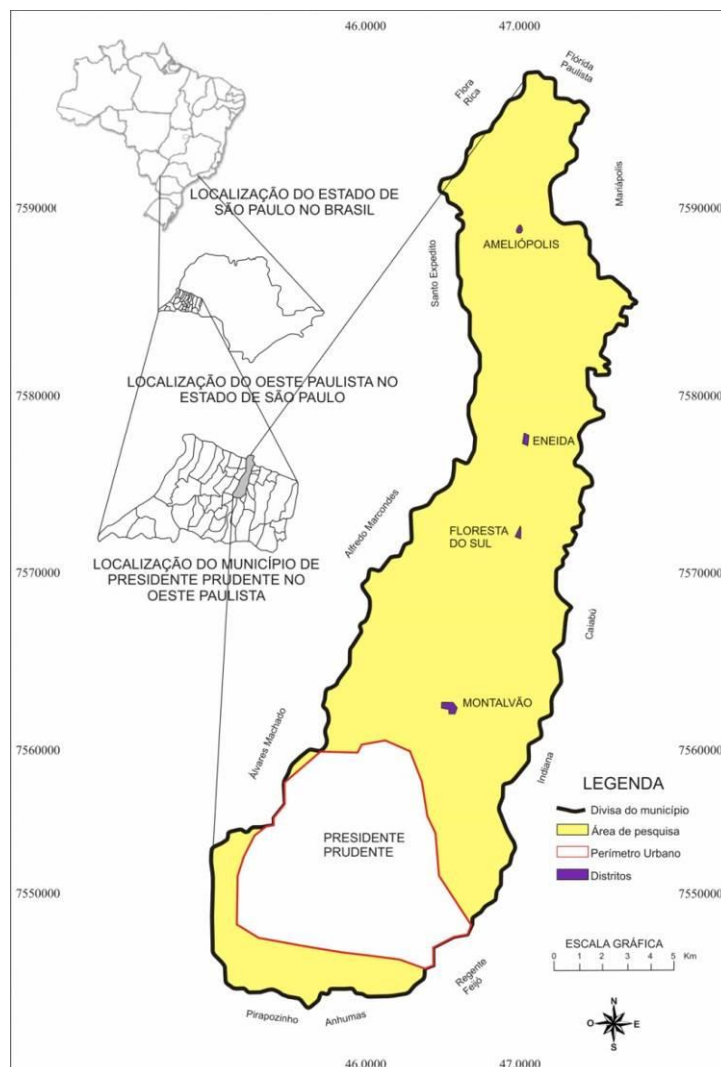 46.0000 47.0000
Flora
Rica
Flórida
Paulista
LOCALIZAÇÃO DO ESTADO DE
SÃO PAULO NO BRASIL
7590000
7590000
Mariápolis
Santo Expedito
AMELIÓPOLIS
LOCALIZAÇÃO DO OESTE PAULISTA NO
ESTADO DE SÃO PAULO
7580000
7580000
ENEIDA
Alfredo Marcondes
FLORESTA
DO SUL
LOCALIZAÇÃO DO MUNICÍPIO DE
PRESIDENTE PRUDENTE NO
OESTE PAULISTA
7570000
7570000
Caiabú
MONTALVÃO
Álvares Machado
7560000
7560000
Indiana
PRESIDENTE
PRUDENTE
LEGENDA
Divisa do município
Área de pesquisa
Perímetro Urbano
Distritos
7550000
7550000
ESCALA GRÁFICA
0 1 2 3 4 5 Km
Regente
Feijó
Pirapozinho
Anhumas
N
O E
S
46.0000 47.0000